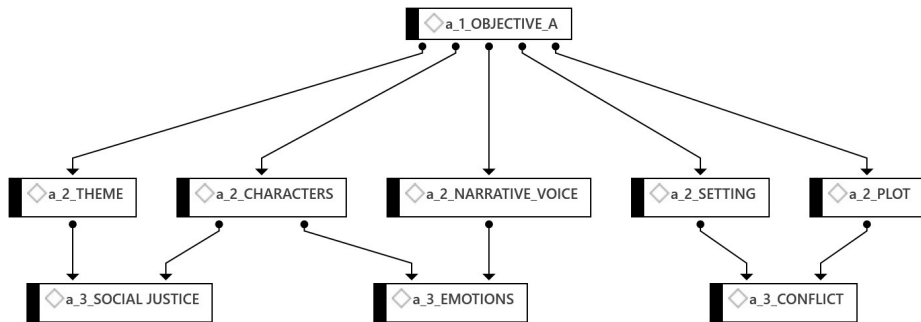 a_1_OBJECTIVE_A
a_2_THEME
a_2_CHARACTERS
a_2_NARRATIVE_VOICE
a_2_SETTING
a_2_PLOT
a_3_SOCIAL JUSTICE
a_3_EMOTIONS
a_3_CONFLICT